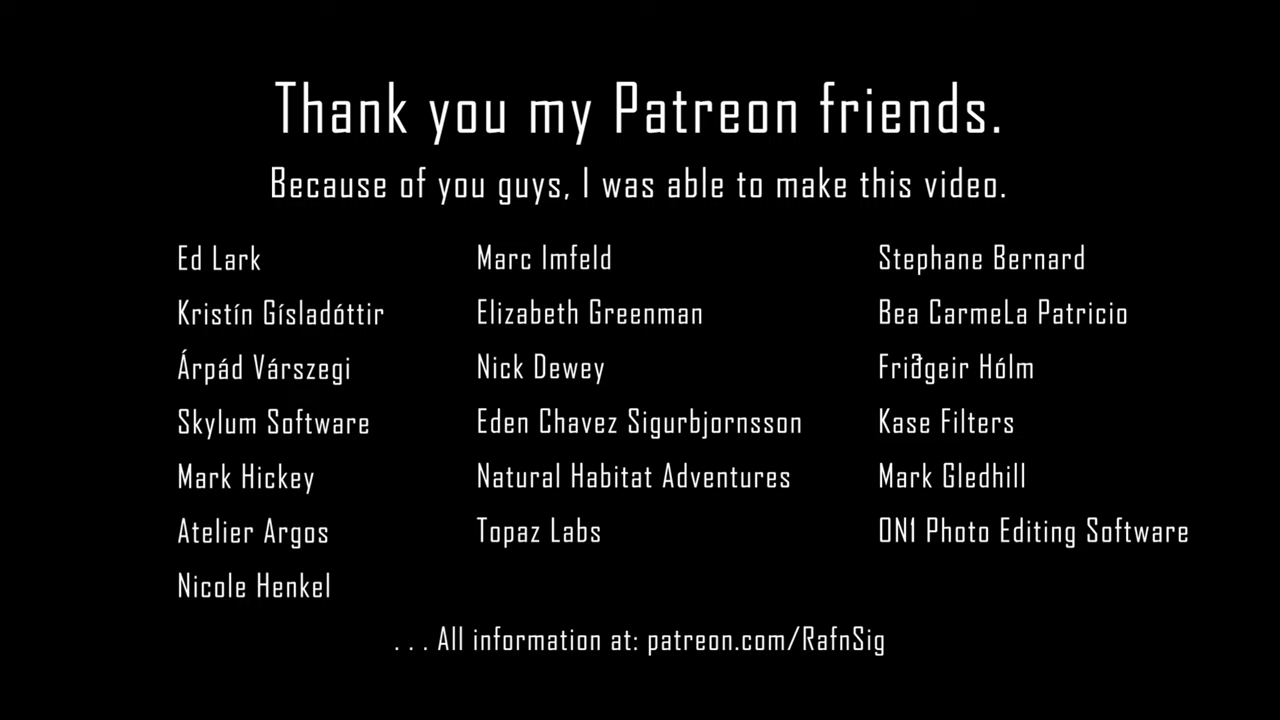 Thank you my Patreon friends.
Because of you guys, I was able to make this video.
Ed Lark
Kristín Gísladóttir
Árpád Várszegi
Skylum Software
Mark Hickey
Atelier Argos
Nicole Henkel
Marc Imfeld
Elizabeth Greenman
Nick Dewey
Eden Chavez Sigurbjornsson
Natural Habitat Adventures
Topaz Labs
Stephane Bernard
Bea CarmeLa Patricio
Friðgeir Hólm
Kase Filters
Mark Gledhill
ON1 Photo Editing Software
. . . All information at: patreon.com/RafnSig